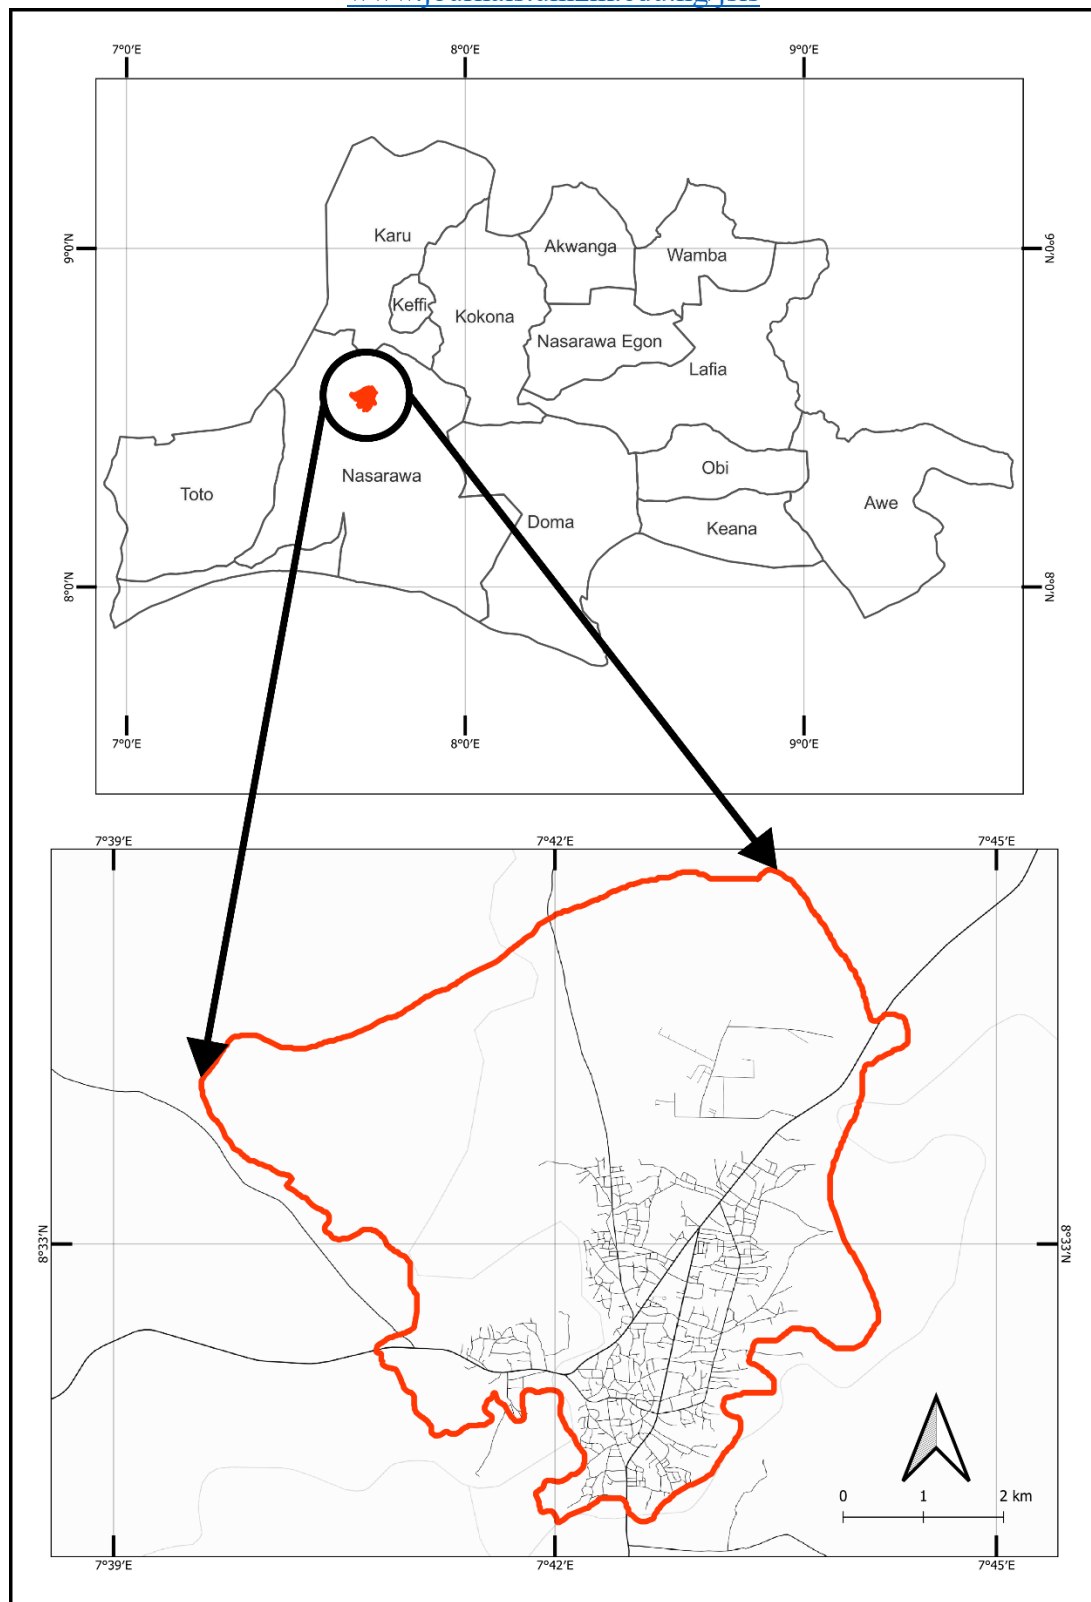 7°0'E 8°0'E 9°0'E
9°0'N 9°0'N
Karu
Akwanga
Wamba
Keffi
Kokona
Nasarawa Egon
Lafia
Obi
Nasarawa
Toto
Awe
Doma
Keana
8°0'N 8°0'N
7°0'E 8°0'E 9°0'E
7°39'E 7°42'E 7°45'E
8°33'N 8°33'N
0 1 2 km
7°39'E 7°42'E 7°45'E